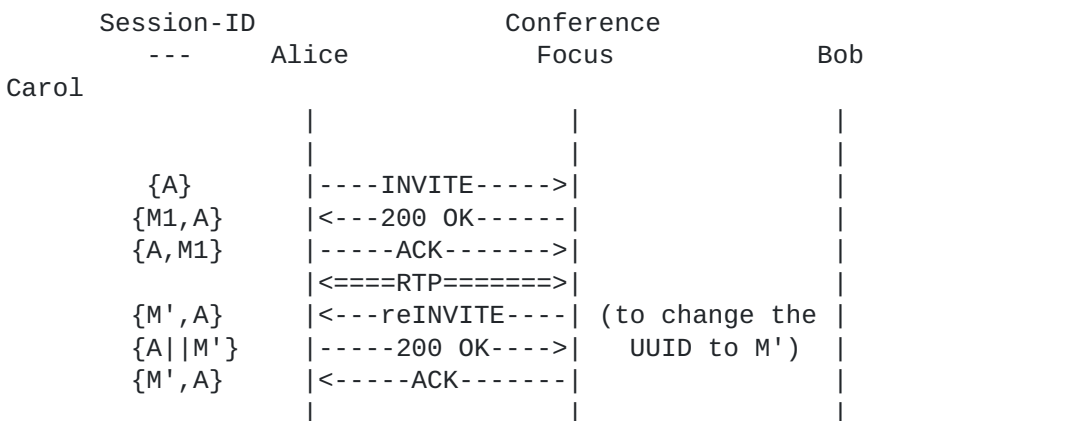 Session-ID                Conference
   ---     Alice            Focus             Bob
Carol
                   |                |                |
                   |                |                |
         {A}       |----INVITE----->|                |
        {M1,A}     |<---200 OK------|                |
        {A,M1}     |-----ACK------->|                |
                   |<====RTP=======>|                |
        {M',A}     |<---reINVITE----| (to change the |
        {A||M'}    |-----200 OK---->|   UUID to M')  |
        {M',A}     |<-----ACK-------|                |
                   |                |                |